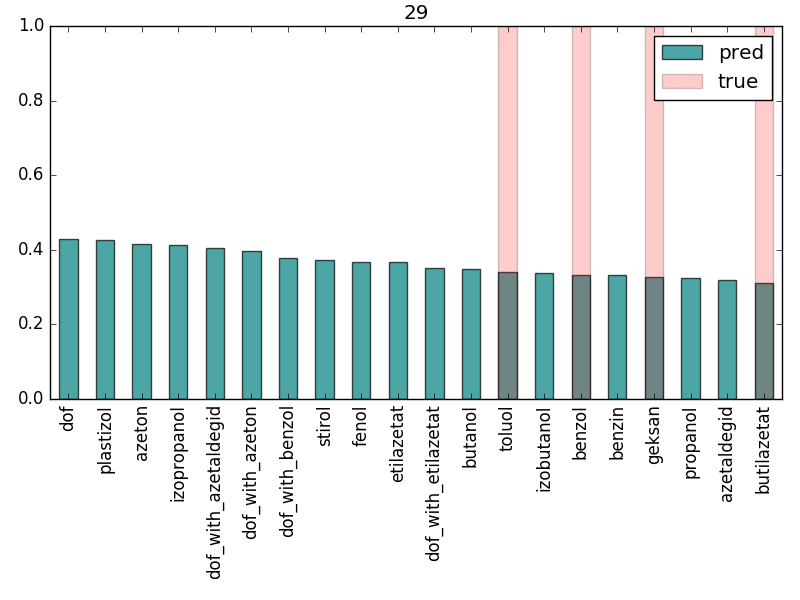 29
1.0
0.8
0.6
0.4
0.2
0.0
pred
true
dof
plastizol
azeton
izopropanol
dof_with_azetaldegid
dof_with_azeton
dof_with_benzol
stirol
fenol
etilazetat
dof_with_etilazetat
butanol
toluol
izobutanol
benzol
benzin
geksan
propanol
azetaldegid
butilazetat